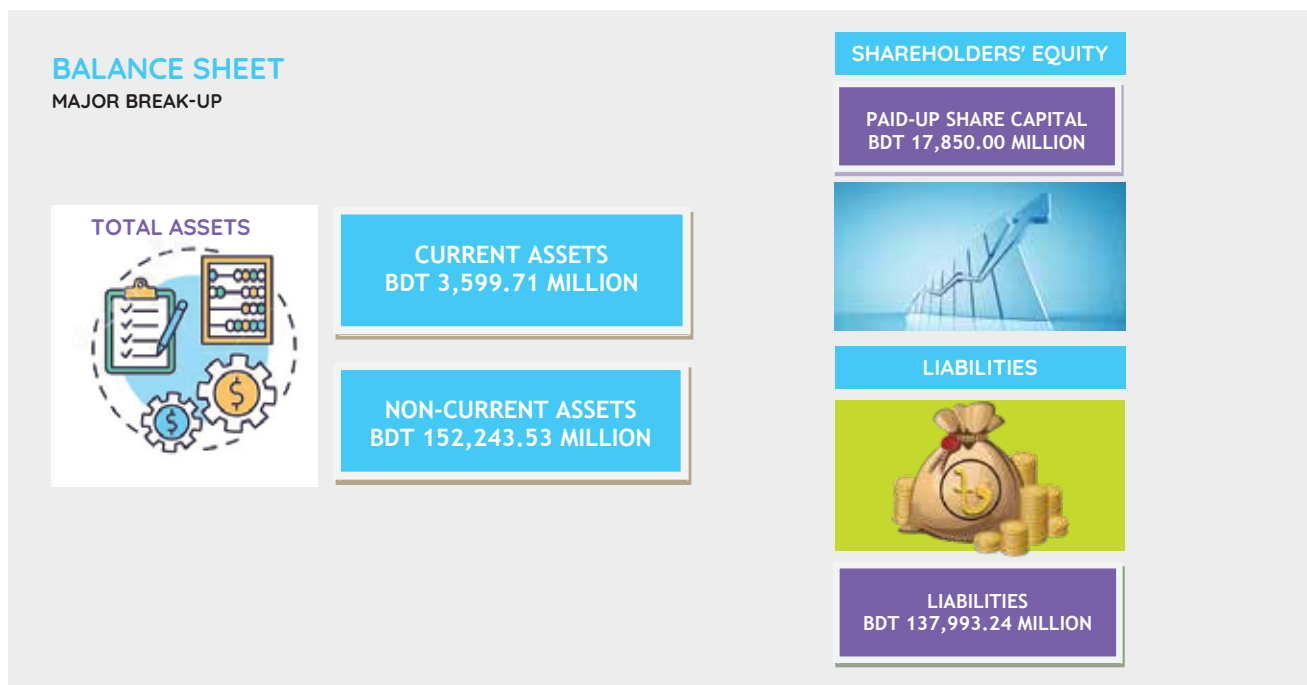 BALANCE SHEET
MAJOR BREAK-UP
TOTAL ASSETS
CURRENT ASSETS
BDT 3,599.71 MILLION
NON-CURRENT ASSETS
BDT 152,243.53 MILLION
SHAREHOLDERS' EQUITY
PAID-UP SHARE CAPITAL
BDT 17,850.00 MILLION
LIABILITIES
৳
LIABILITIES
BDT 137,993.24 MILLION